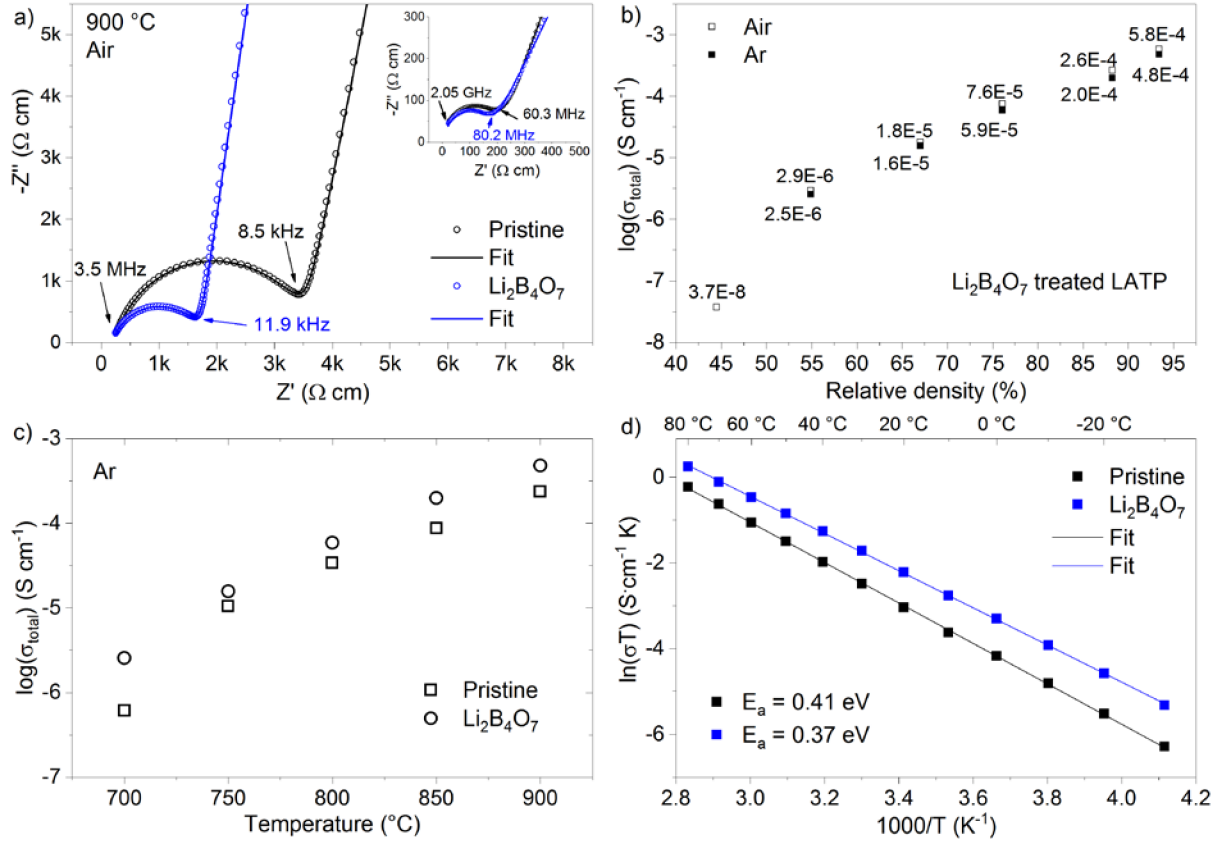 a)
900 °C
Air
5k
4k
3k
2k
1k
0
-Z'' (Ω cm)
0 1k 2k 3k 4k 5k 6k 7k 8k
Z' (Ω cm)
3.5 MHz
8.5 kHz
11.9 kHz
Pristine
Fit
Li₂B₄O₇
Fit
300
200
100
0
-Z'' (Ω cm)
2.05 GHz
60.3 MHz
80.2 MHz
0 100 200 300 400 500
Z' (Ω cm)
b)
Air
Ar
-3
-4
-5
-6
-7
-8
log(σtotal) (S cm⁻¹)
5.8E-4
4.8E-4
2.6E-4
2.0E-4
7.6E-5
5.9E-5
1.8E-5
1.6E-5
2.9E-6
2.5E-6
3.7E-8
Li₂B₄O₇ treated LATP
40 45 50 55 60 65 70 75 80 85 90 95
Relative density (%)
c)
Ar
-3
-4
-5
-6
-7
log(σtotal) (S cm⁻¹)
Pristine
Li₂B₄O₇
700 750 800 850 900
Temperature (°C)
d)
80 °C 60 °C 40 °C 20 °C 0 °C -20 °C
0
-2
-4
-6
ln(σT) (S·cm⁻¹ K)
Pristine
Li₂B₄O₇
Fit
Fit
Eₐ = 0.41 eV
Eₐ = 0.37 eV
2.8 3.0 3.2 3.4 3.6 3.8 4.0 4.2
1000/T (K⁻¹)